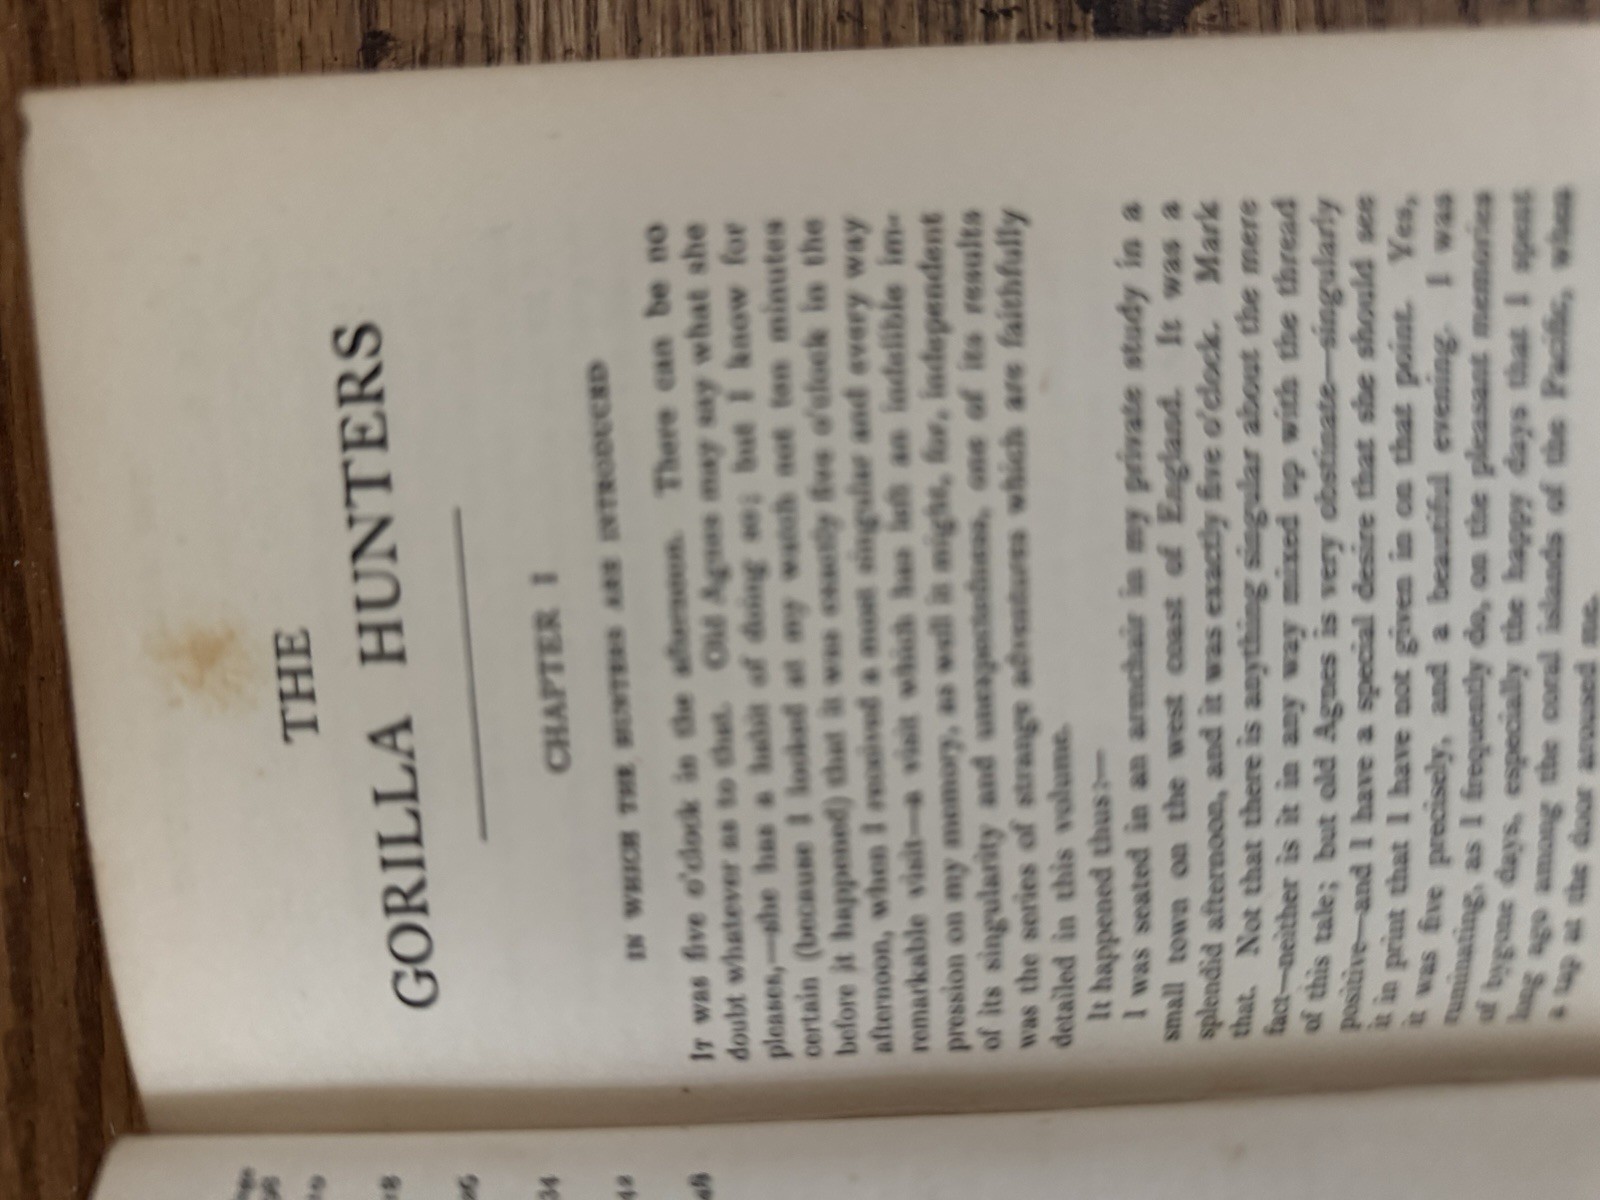 THE
GORILLA HUNTERS
CHAPTER I
IN WHICH THE HUNTERS ARE INTRODUCED
It was five o'clock in the afternoon. There can be no
doubt whatever as to that. Old Agnes may say what she
pleases,—she has a habit of doing so; but I know for
certain (because I looked at my watch not ten minutes
before it happened) that it was exactly five o'clock in the
afternoon, when I received a most singular and every way
remarkable visit—a visit which has left an indelible im-
pression on my memory, as well it might, for, independent
of its singularity and unexpectedness, one of its results
was the series of strange adventures which are faithfully
detailed in this volume.
It happened thus:—
I was seated in an armchair in my private study in a
small town on the west coast of England. It was a
splendid afternoon, and it was exactly five o'clock. Mark
that. Not that there is anything singular about the mere
fact—neither is it in any way mixed up with the thread
of this tale; but old Agnes is very obstinate—singularly
positive—and I have a special desire that she should see
it in print that I have not given in on that point. Yes,
it was five precisely, and a beautiful evening. I was
ruminating, as I frequently do, on the pleasant memories
of bygone days, especially the happy days that I spent
long ago among the coral islands of the Pacific, when
a tap at the door aroused me.
18
26
34